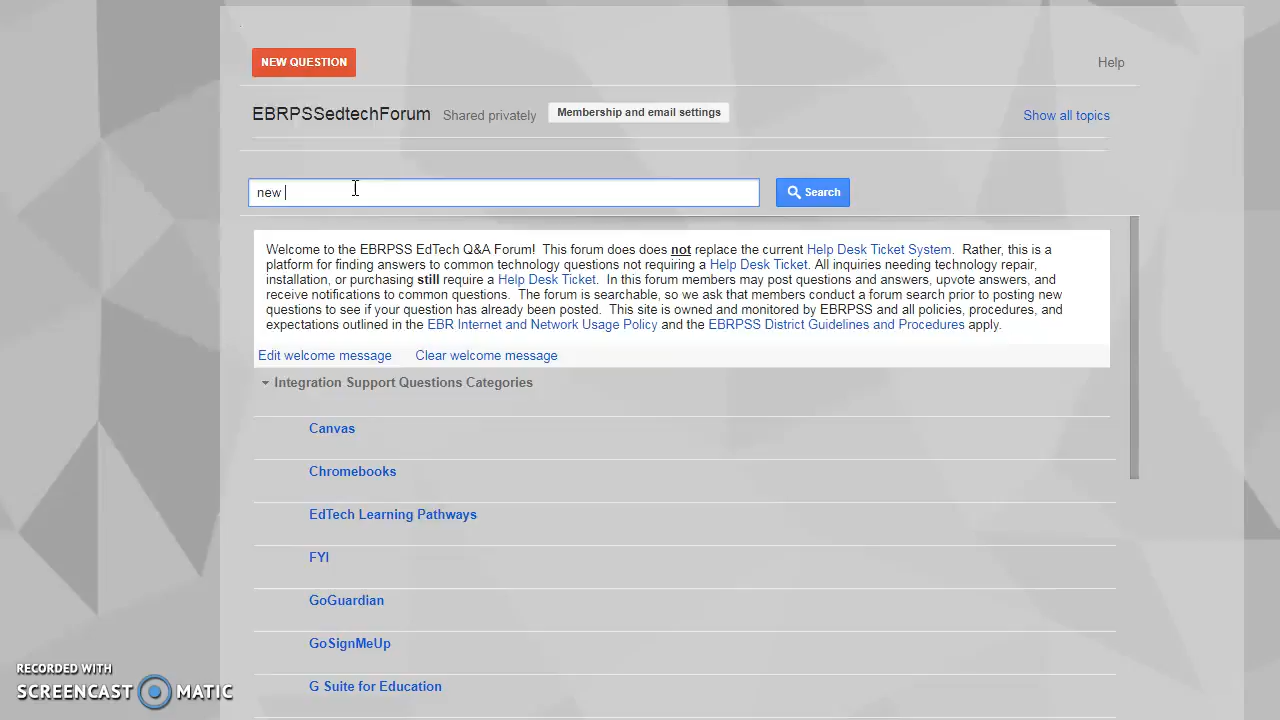 NEW QUESTION
Help
EBRPSSedtechForum Shared privately Membership and email settings Show all topics
new
Search
Welcome to the EBRPSS EdTech Q&A Forum! This forum does does not replace the current Help Desk Ticket System. Rather, this is a
platform for finding answers to common technology questions not requiring a Help Desk Ticket. All inquiries needing technology repair,
installation, or purchasing still require a Help Desk Ticket. In this forum members may post questions and answers, upvote answers, and
receive notifications to common questions. The forum is searchable, so we ask that members conduct a forum search prior to posting new
questions to see if your question has already been posted. This site is owned and monitored by EBRPSS and all policies, procedures, and
expectations outlined in the EBR Internet and Network Usage Policy and the EBRPSS District Guidelines and Procedures apply.
Edit welcome message Clear welcome message
Integration Support Questions Categories
Canvas
Chromebooks
EdTech Learning Pathways
FYI
GoGuardian
GoSignMeUp
G Suite for Education
RECORDED WITH
SCREENCAST MATIC